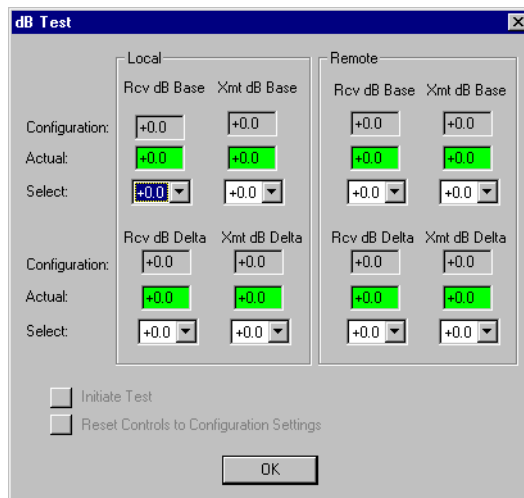 dB Test
Local Remote
Rcv dB Base Xmt dB Base Rcv dB Base Xmt dB Base
Configuration: +0.0 +0.0 +0.0 +0.0
Actual: +0.0 +0.0 +0.0 +0.0
Select: +0.0 +0.0 +0.0 +0.0
Rcv dB Delta Xmt dB Delta Rcv dB Delta Xmt dB Delta
Configuration: +0.0 +0.0 +0.0 +0.0
Actual: +0.0 +0.0 +0.0 +0.0
Select: +0.0 +0.0 +0.0 +0.0
Initiate Test
Reset Controls to Configuration Settings
OK